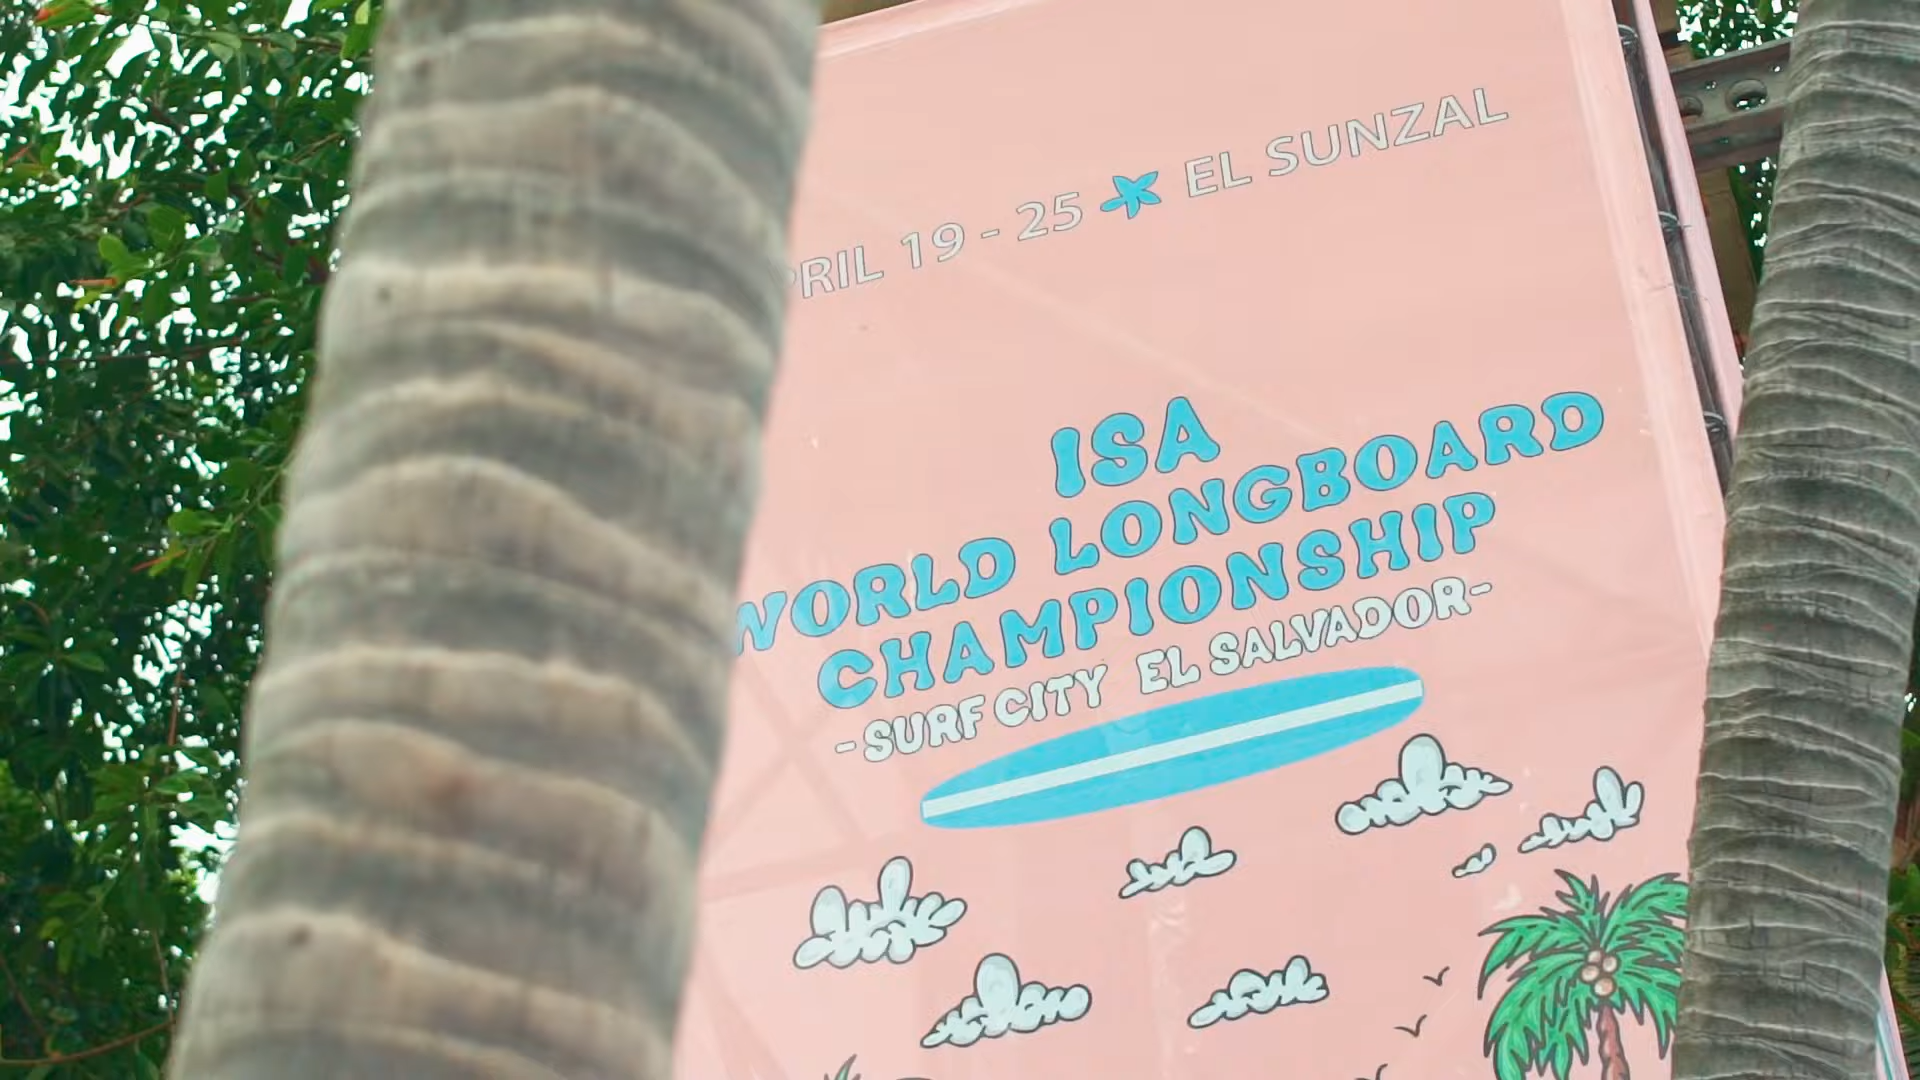 PRIL 19 - 25 EL SUNZAL
ISA
WORLD LONGBOARD
CHAMPIONSHIP
-SURF CITY EL SALVADOR-